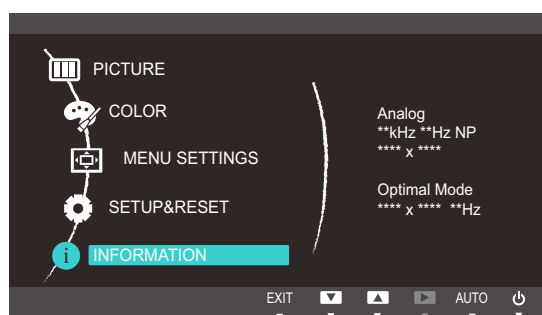 PICTURE
COLOR
MENU SETTINGS
SETUP&RESET
INFORMATION
Analog
**kHz **Hz NP
**** x ****
Optimal Mode
**** x **** **Hz
EXIT
AUTO